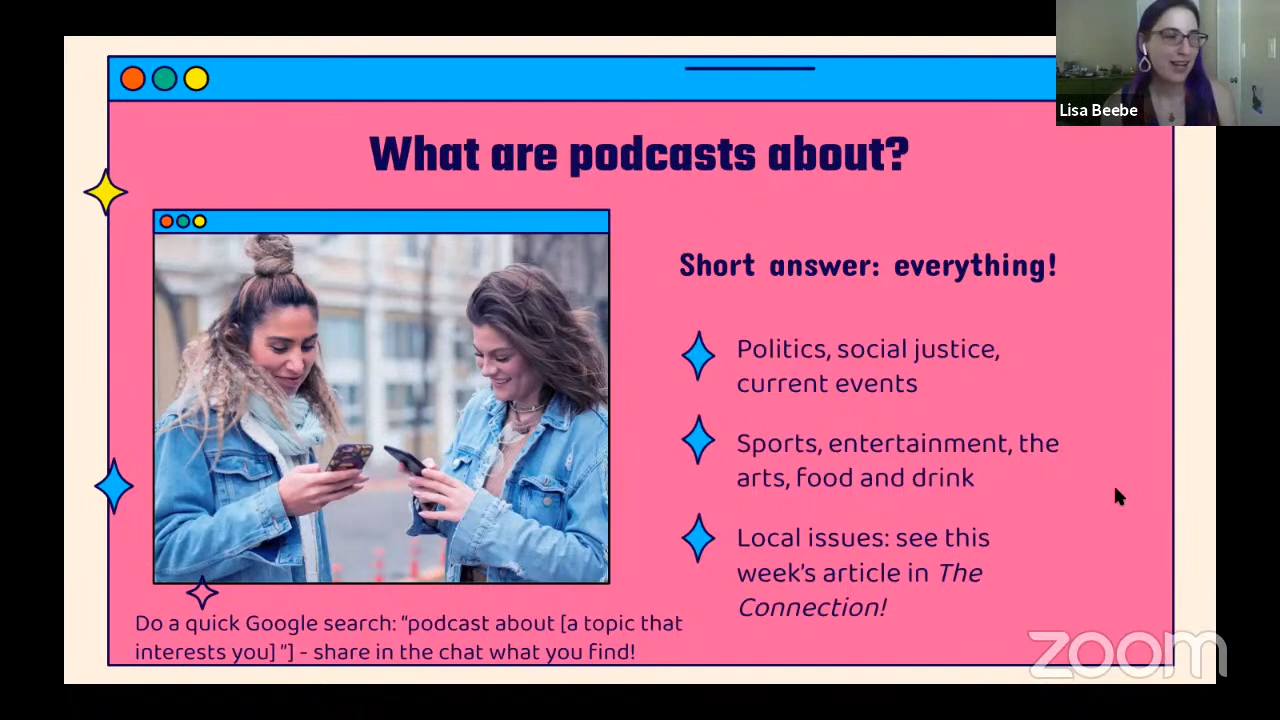 Lisa Beebe
What are podcasts about?
Short answer: everything!
Politics, social justice,
current events
Sports, entertainment, the
arts, food and drink
Local issues: see this
week's article in The
Connection!
Do a quick Google search: “podcast about [a topic that
interests you] ”] - share in the chat what you find!
zoom